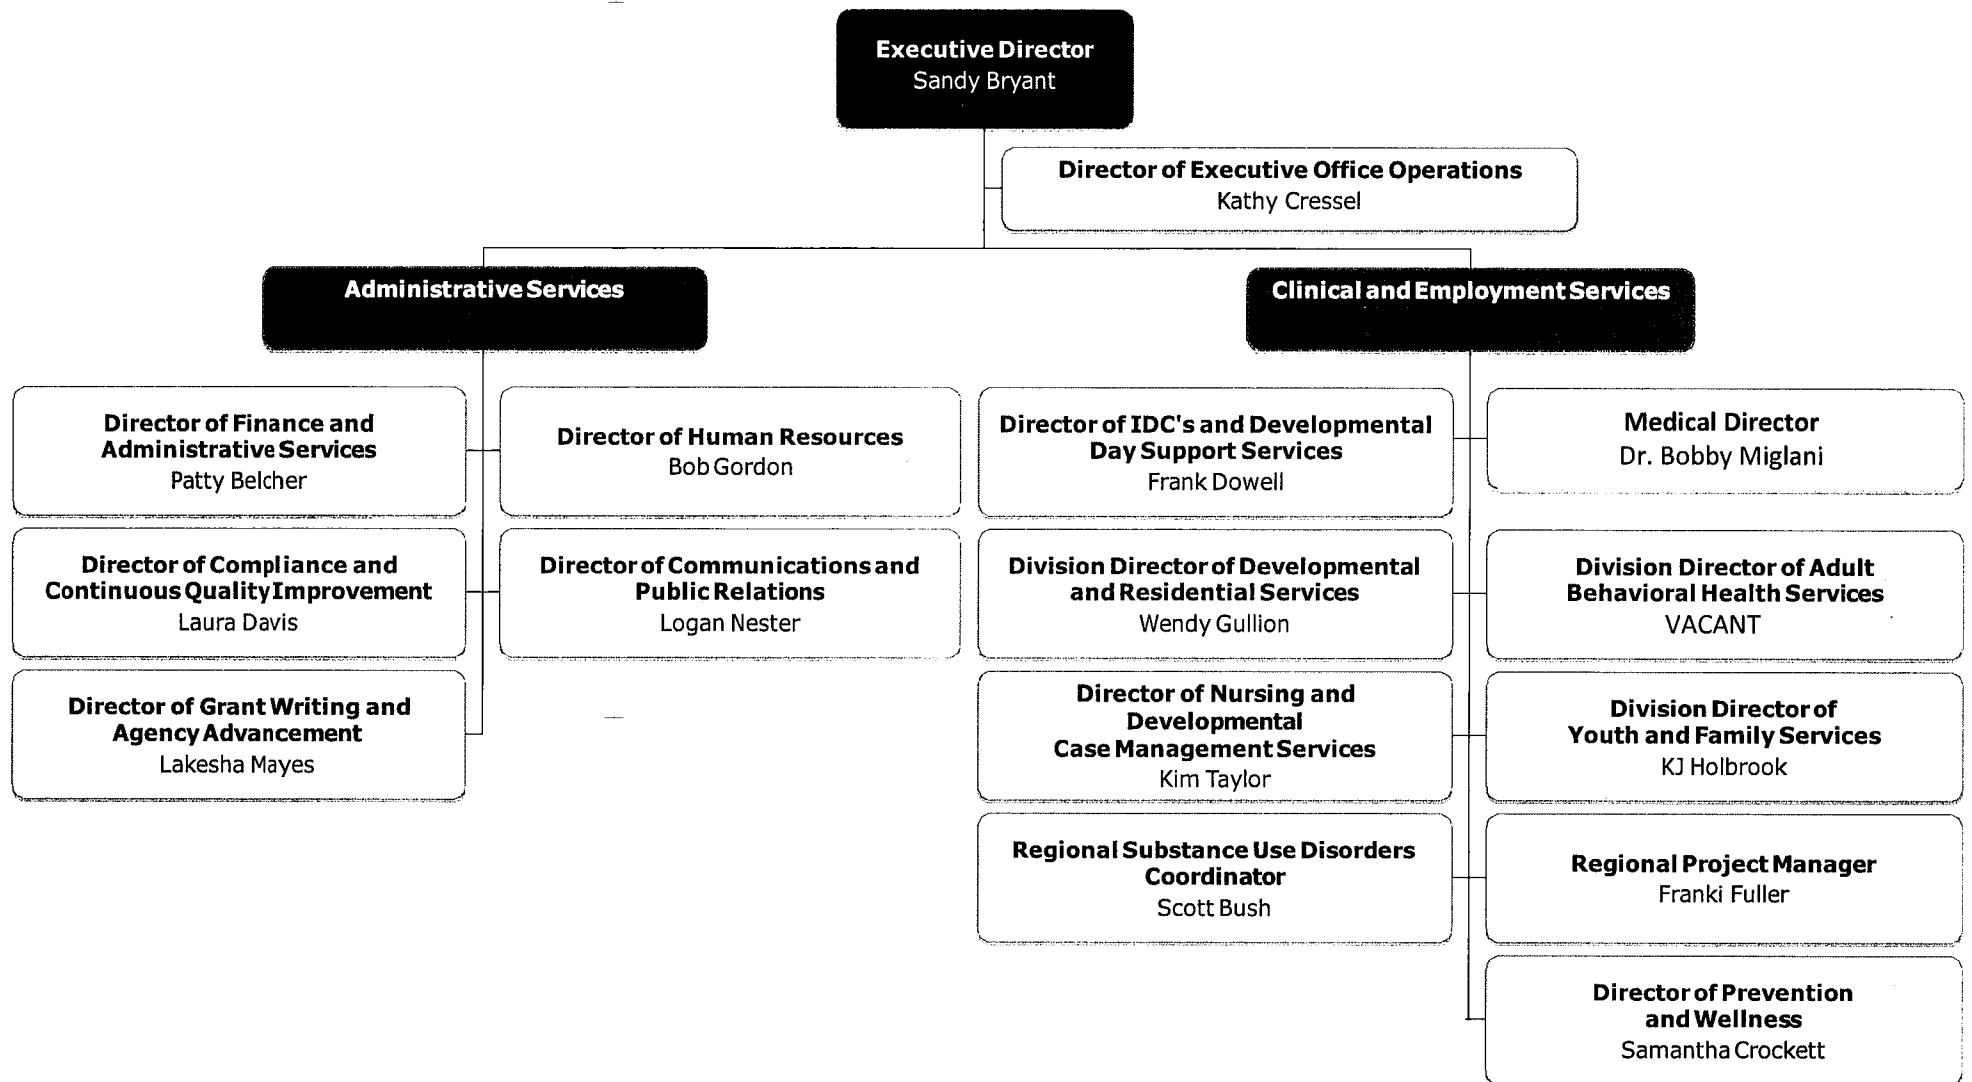 Executive Director
Sandy Bryant
Director of Executive Office Operations
Kathy Cressel
Administrative Services
Clinical and Employment Services
Director of Finance and
Administrative Services
Patty Belcher
Director of Human Resources
Bob Gordon
Director of IDC's and Developmental
Day Support Services
Frank Dowell
Medical Director
Dr. Bobby Miglani
Director of Compliance and
Continuous Quality Improvement
Laura Davis
Director of Communications and
Public Relations
Logan Nester
Division Director of Developmental
and Residential Services
Wendy Gullion
Division Director of Adult
Behavioral Health Services
VACANT
Director of Grant Writing and
Agency Advancement
Lakesha Mayes
Director of Nursing and
Developmental
Case Management Services
Kim Taylor
Division Director of
Youth and Family Services
KJ Holbrook
Regional Substance Use Disorders
Coordinator
Scott Bush
Regional Project Manager
Franki Fuller
Director of Prevention
and Wellness
Samantha Crockett